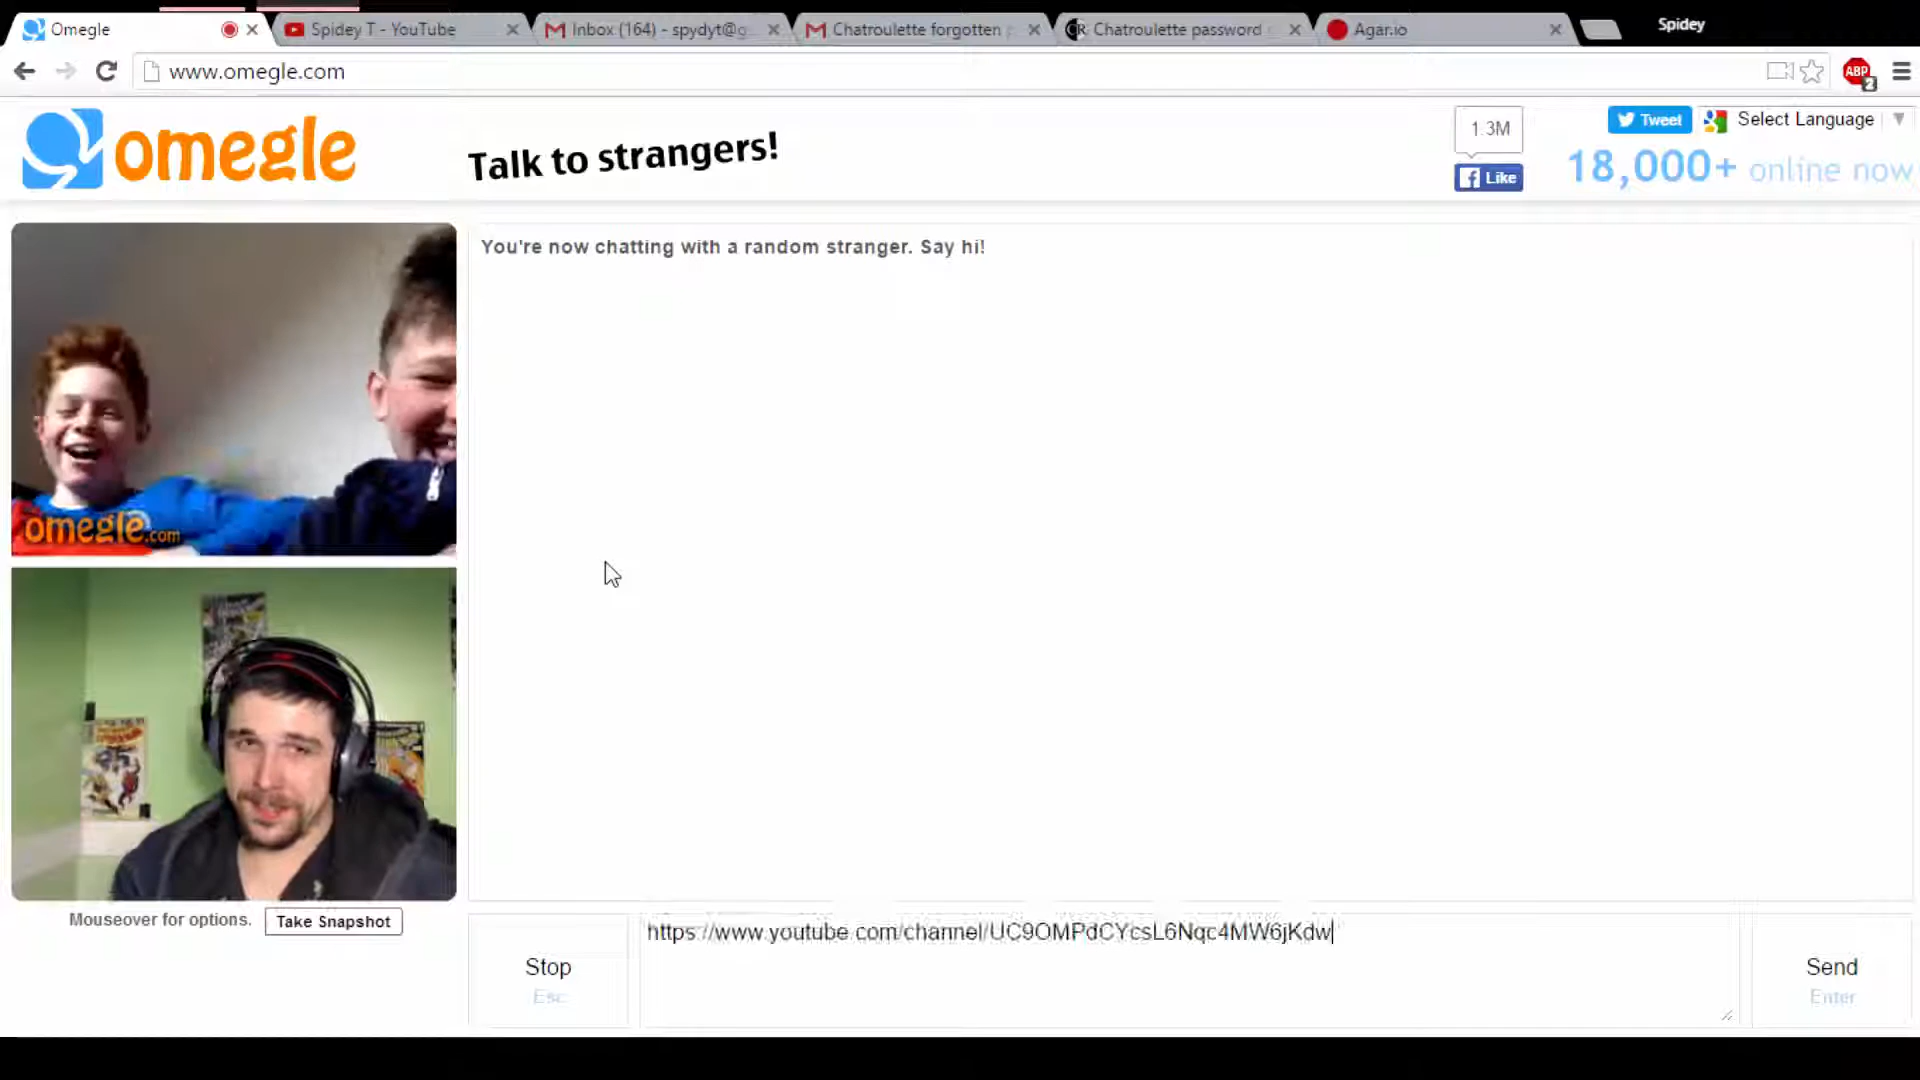 Omegle
Spidey T - YouTube
Inbox (164) - spydyt@g
Chatroulette forgotten
Chatroulette password
Agar.io
Spidey
www.omegle.com
ABP
2
omegle
Talk to strangers!
1.3M
Like
Tweet
Select Language
18,000+ online now
You're now chatting with a random stranger. Say hi!
omegle.com
Mouseover for options.
Take Snapshot
https://www.youtube.com/channel/UC9OMPdCYcsL6Nqc4MW6jKdw
Stop
Esc
Send
Enter